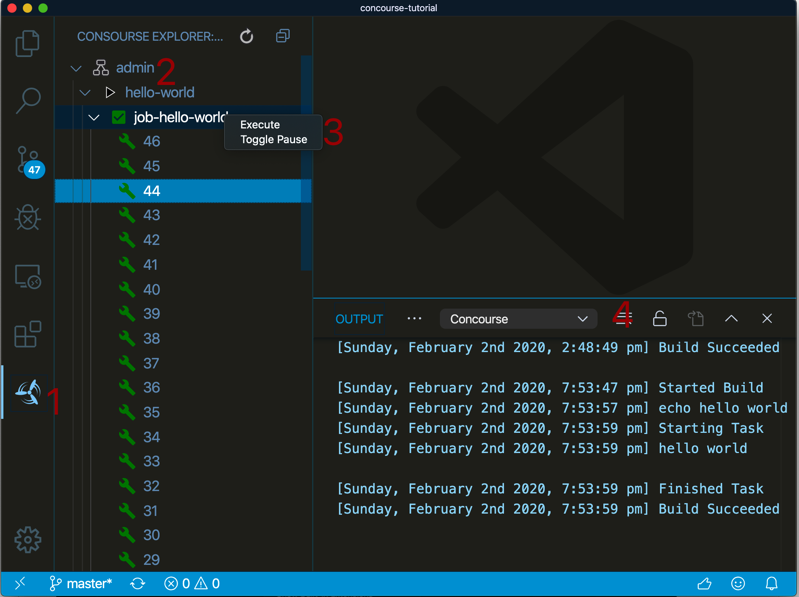 concourse-tutorial
CONSOURSE EXPLORER:...
admin
2
hello-world
job-hello-world
Execute
Toggle Pause
3
46
45
44
43
42
41
40
39
38
37
36
35
34
33
32
31
30
29
47
1
OUTPUT ... Concourse
4
[Sunday, February 2nd 2020, 2:48:49 pm] Build Succeeded
[Sunday, February 2nd 2020, 7:53:47 pm] Started Build
[Sunday, February 2nd 2020, 7:53:57 pm] echo hello world
[Sunday, February 2nd 2020, 7:53:59 pm] Starting Task
[Sunday, February 2nd 2020, 7:53:59 pm] hello world
[Sunday, February 2nd 2020, 7:53:59 pm] Finished Task
[Sunday, February 2nd 2020, 7:53:59 pm] Build Succeeded
master* 0 0